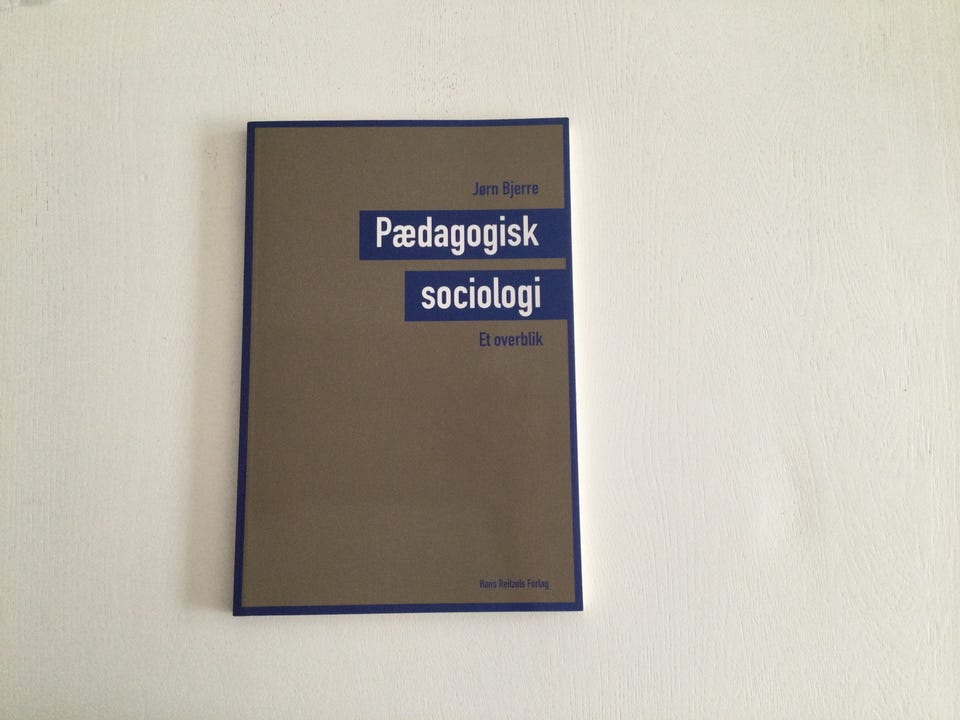 Jørn Bjerre
Pædagogisk
sociologi
Et overblik
Hans Reitzels Forlag